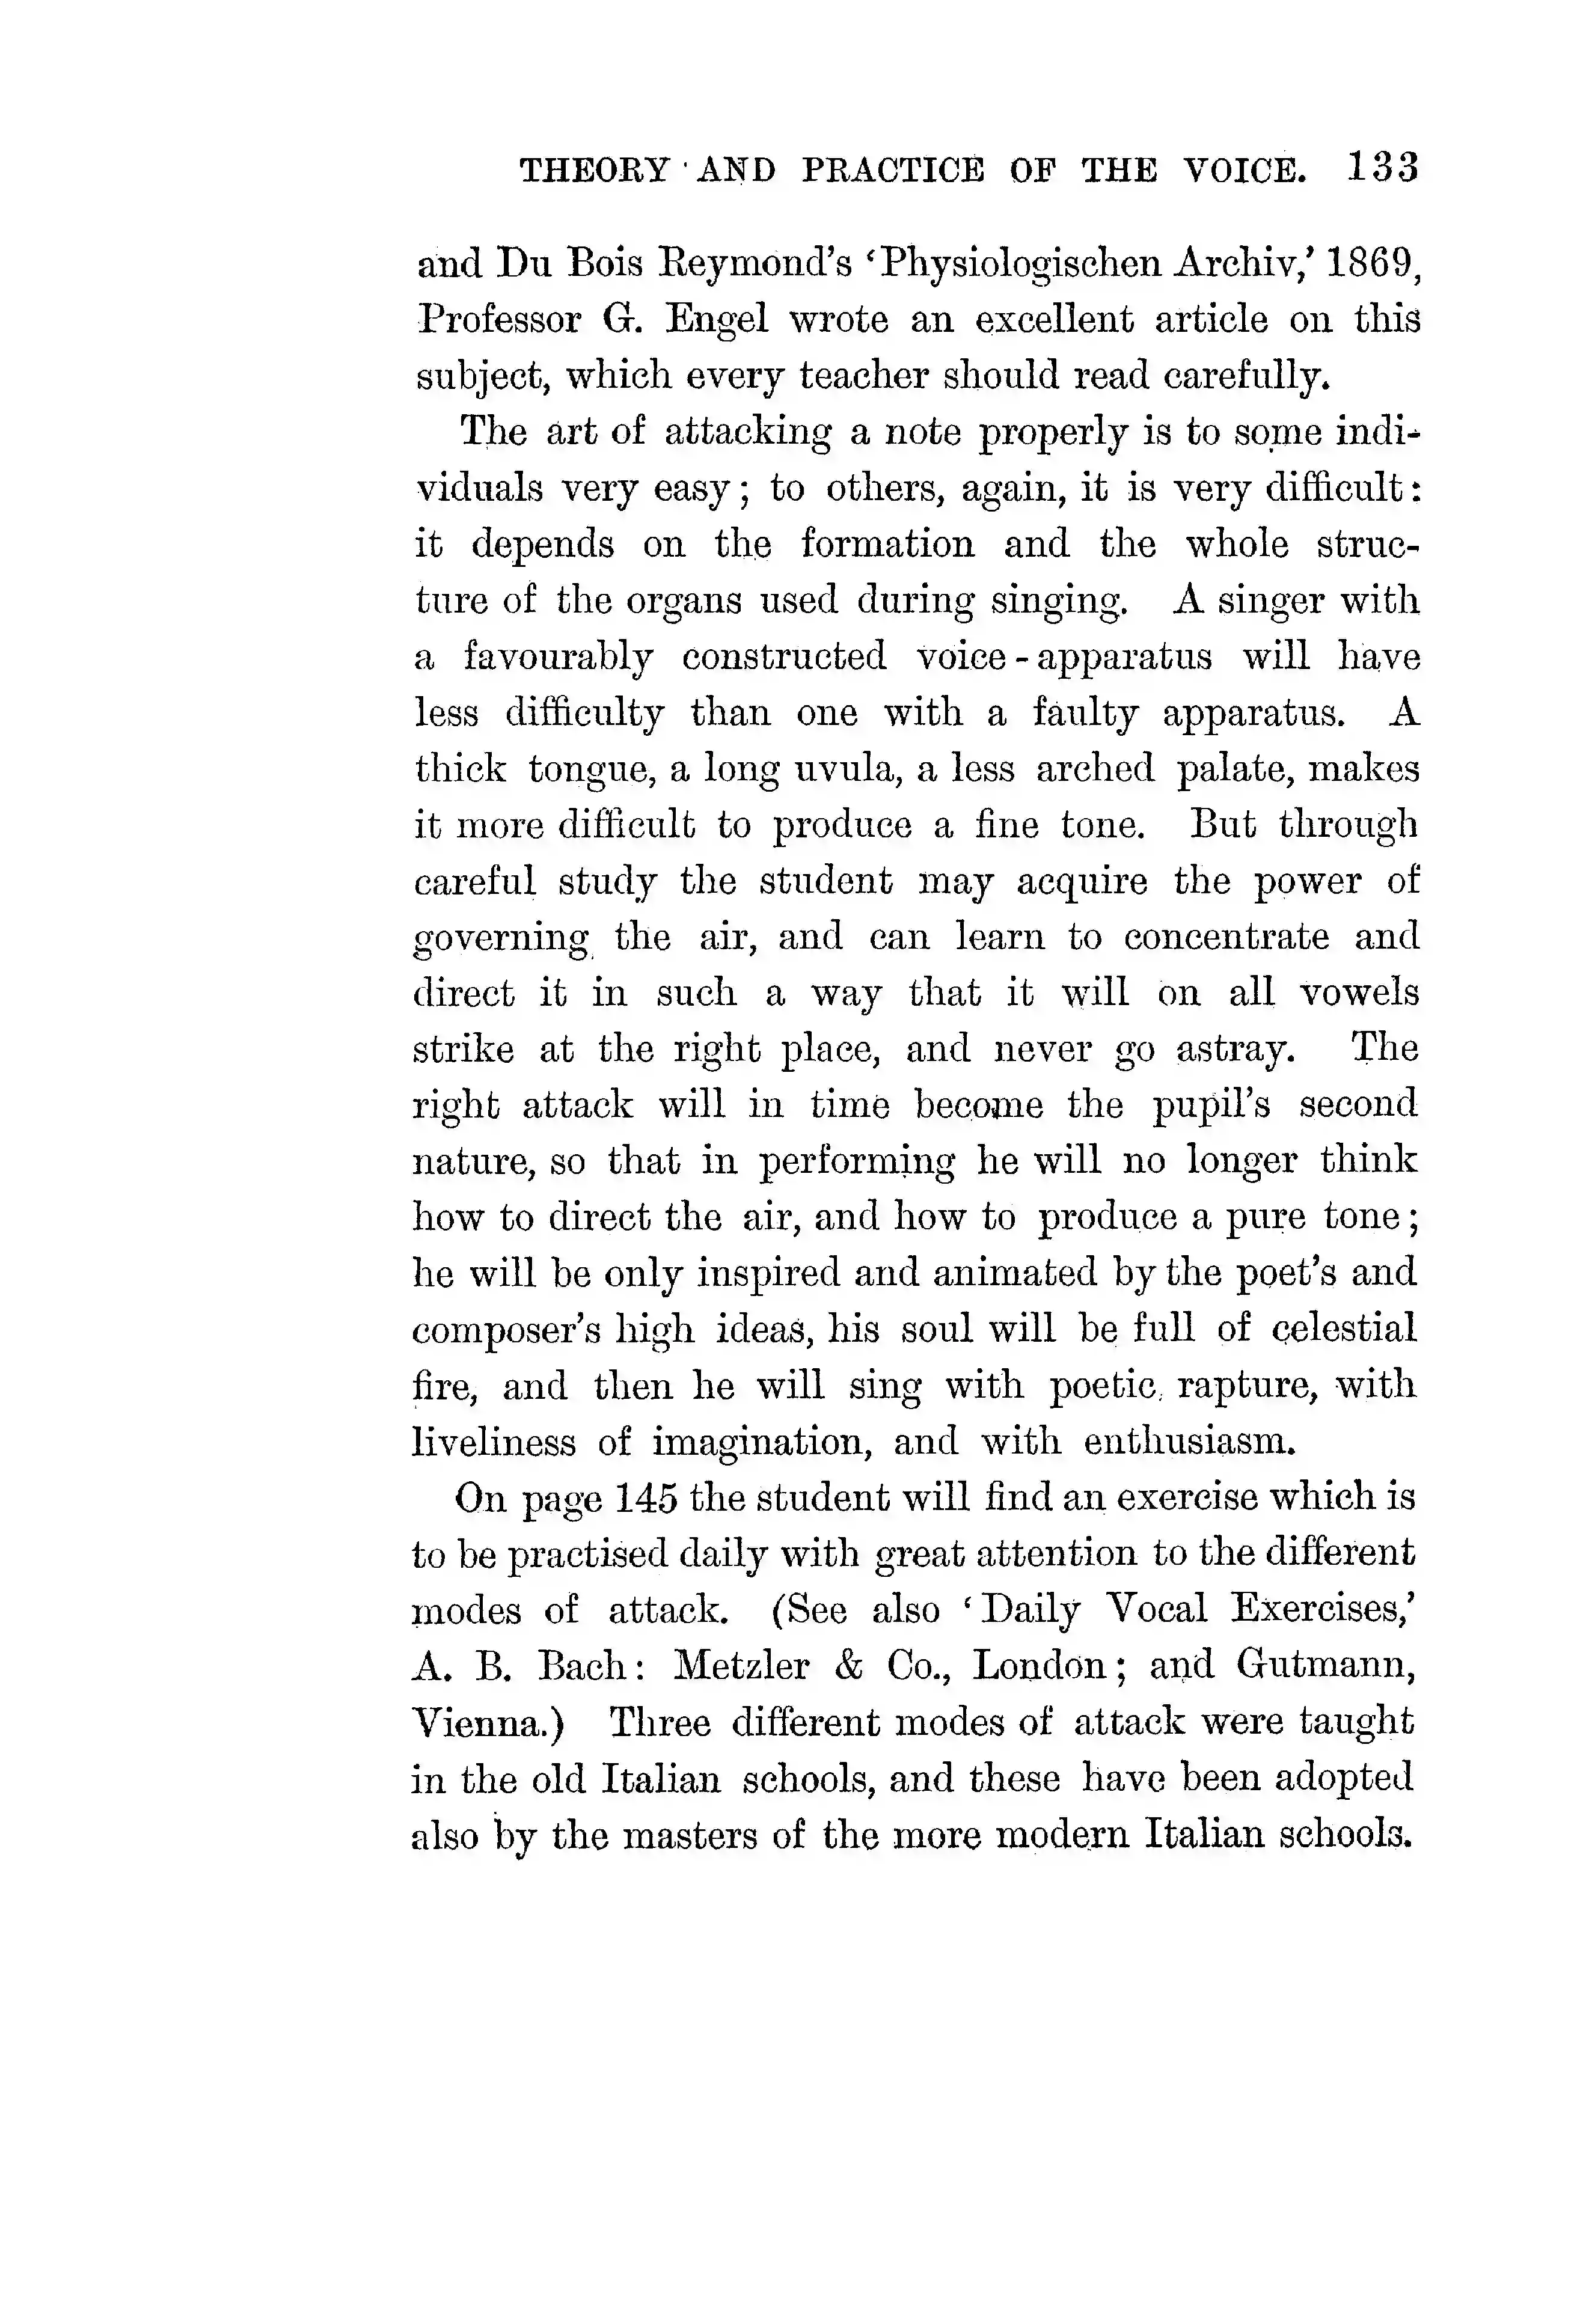 THEORY AND PRACTICE OF THE VOICE. 133
and Du Bois Reymond's ‘Physiologischen Archiv,’ 1869,
Professor G. Engel wrote an excellent article on this
subject, which every teacher should read carefully.
The art of attacking a note properly is to some indi-
viduals very easy; to others, again, it is very difficult:
it depends on the formation and the whole struc-
ture of the organs used during singing. A singer with
a favourably constructed voice-apparatus will have
less difficulty than one with a faulty apparatus. A
thick tongue, a long uvula, a less arched palate, makes
it more difficult to produce a fine tone. But through
careful study the student may acquire the power of
governing the air, and can learn to concentrate and
direct it in such a way that it will on all vowels
strike at the right place, and never go astray. The
right attack will in time become the pupil's second
nature, so that in performing he will no longer think
how to direct the air, and how to produce a pure tone;
he will be only inspired and animated by the poet's and
composer's high ideas, his soul will be full of celestial
fire, and then he will sing with poetic rapture, with
liveliness of imagination, and with enthusiasm.
On page 145 the student will find an exercise which is
to be practised daily with great attention to the different
modes of attack. (See also ‘Daily Vocal Exercises,’
A. B. Bach: Metzler & Co., London; and Gutmann,
Vienna.) Three different modes of attack were taught
in the old Italian schools, and these have been adopted
also by the masters of the more modern Italian schools.